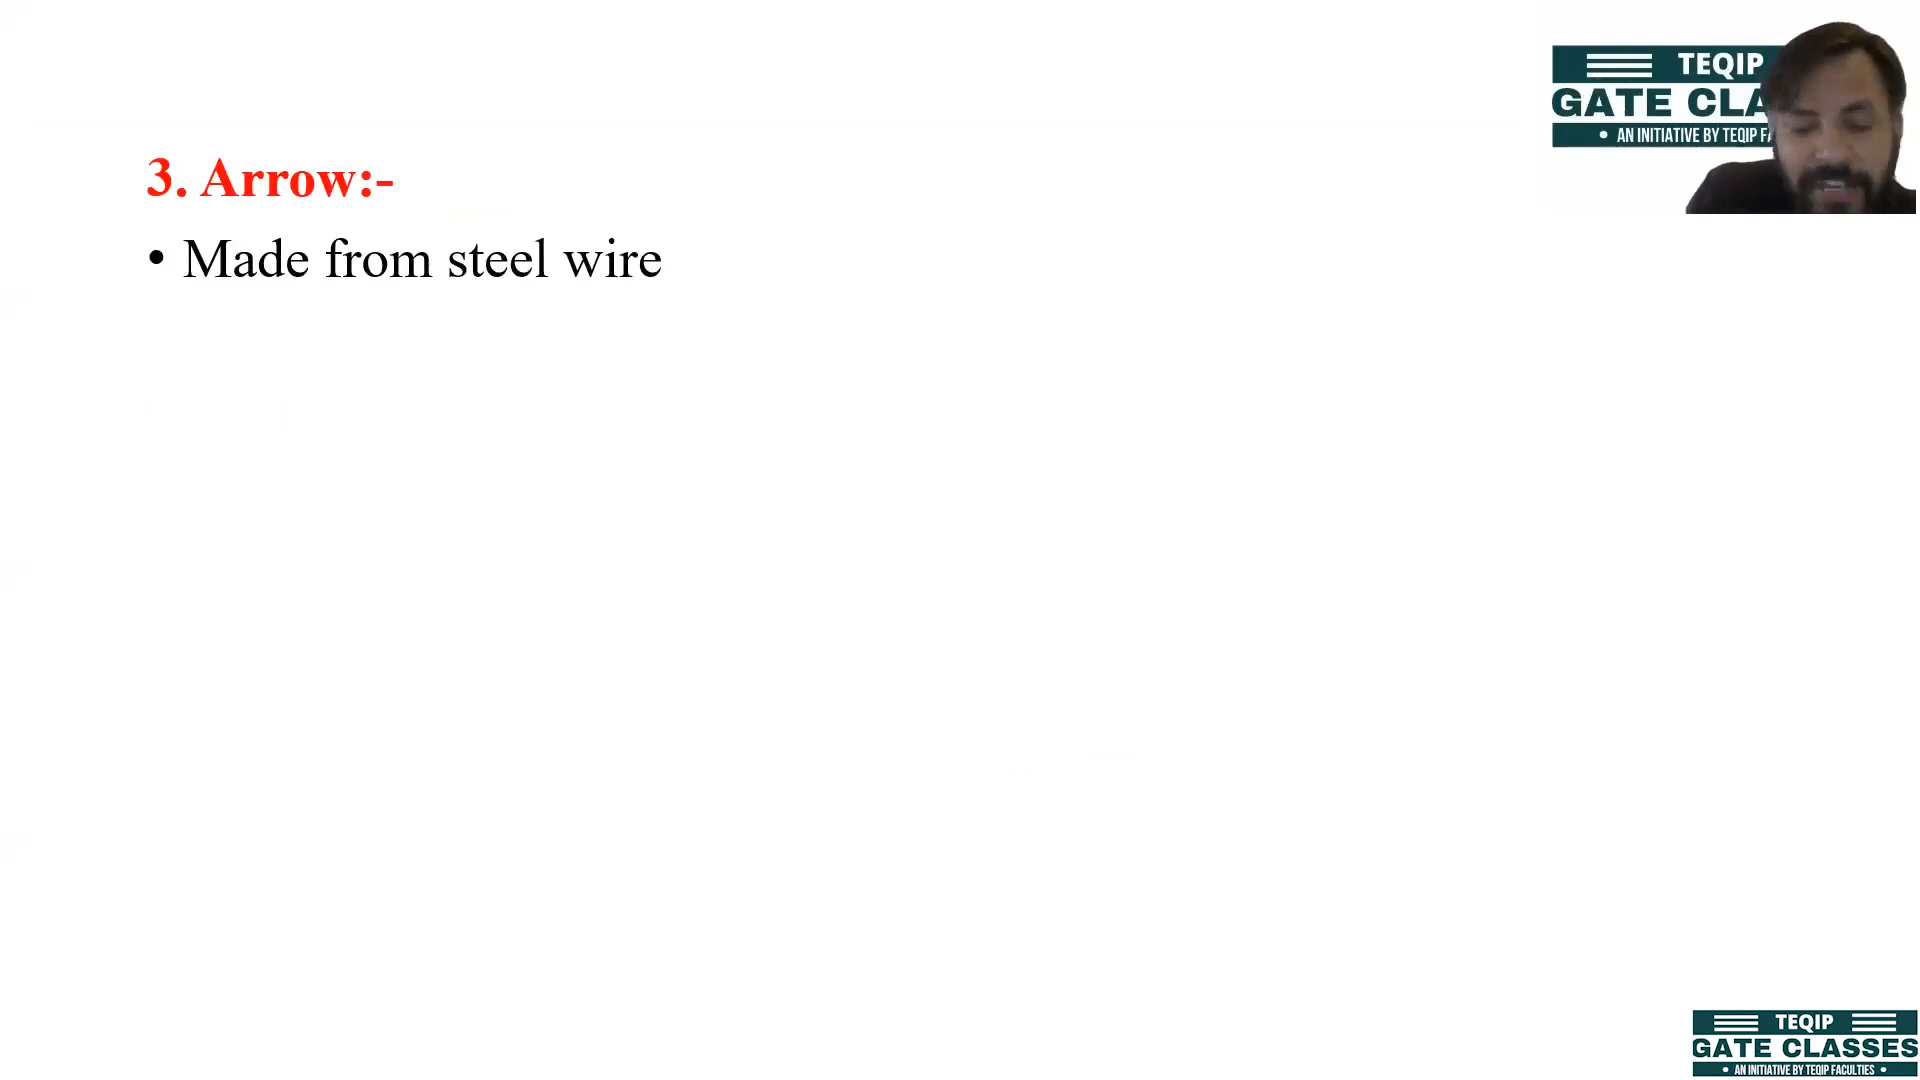 TEQIP
GATE CLA
• AN INITIATIVE BY TEQIP
3. Arrow:-
• Made from steel wire
TEQIP
GATE CLASSES
• AN INITIATIVE BY TEQIP FACULTIES •